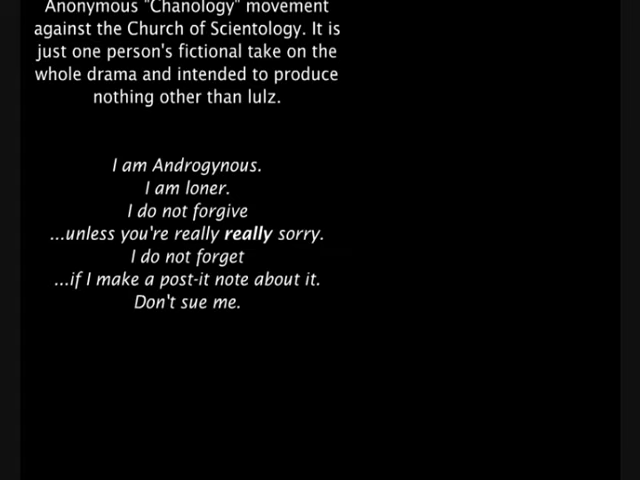 Anonymous "Chanology" movement
against the Church of Scientology. It is
just one person's fictional take on the
whole drama and intended to produce
nothing other than lulz.
I am Androgynous.
I am loner.
I do not forgive
...unless you're really really sorry.
I do not forget
...if I make a post-it note about it.
Don't sue me.